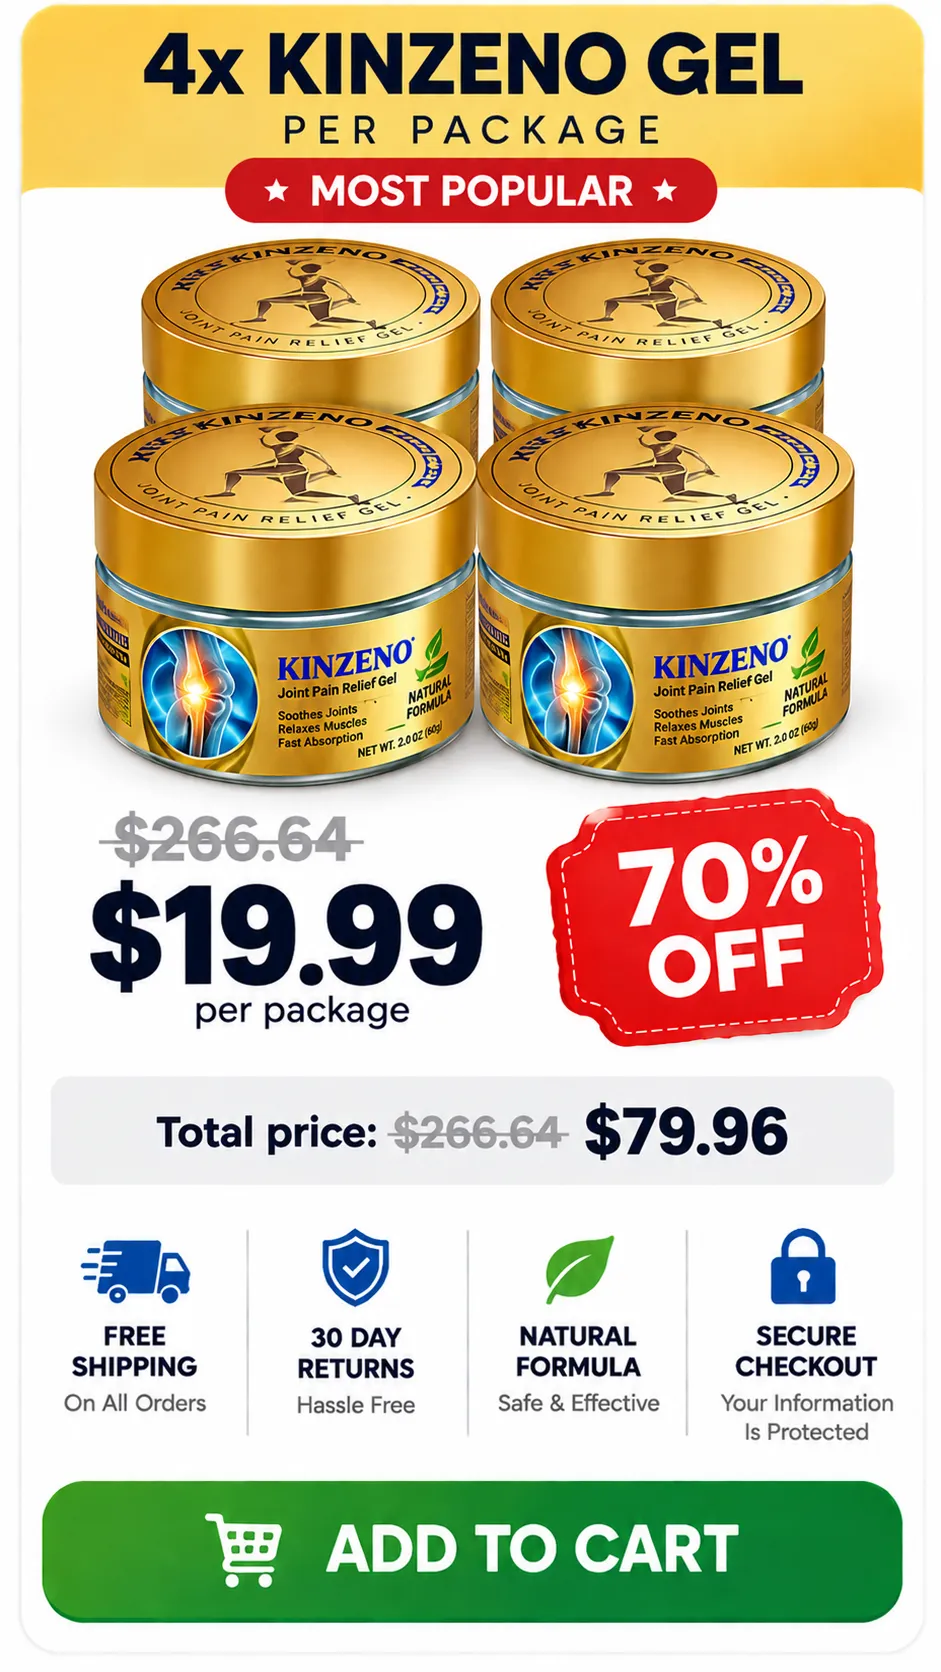 4x KINZENO GEL
PER PACKAGE
★ MOST POPULAR ★
KINZENO
JOINT PAIN RELIEF GEL
KINZENO
JOINT PAIN RELIEF GEL
KINZENO
JOINT PAIN RELIEF GEL
KINZENO
JOINT PAIN RELIEF GEL
KINZENO
Joint Pain Relief Gel
Soothes Joints
Relaxes Muscles
Fast Absorption
NATURAL
FORMULA
NET WT. 2.0 OZ (60g)
KINZENO
Joint Pain Relief Gel
Soothes Joints
Relaxes Muscles
Fast Absorption
NATURAL
FORMULA
NET WT. 2.0 OZ (60g)
$266.64
$19.99
per package
70%
OFF
Total price: $266.64 $79.96
FREE
SHIPPING
On All Orders
30 DAY
RETURNS
Hassle Free
NATURAL
FORMULA
Safe & Effective
SECURE
CHECKOUT
Your Information
Is Protected
ADD TO CART